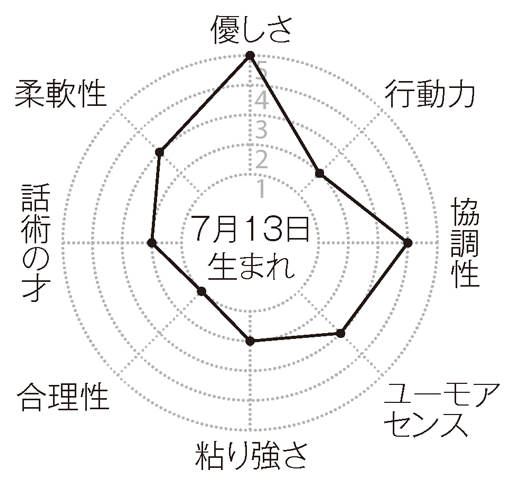 優しさ
行動力
協調性
ユーモア
センス
粘り強さ
合理性
話術の才
柔軟性
5
4
3
2
1
7月13日
生まれ